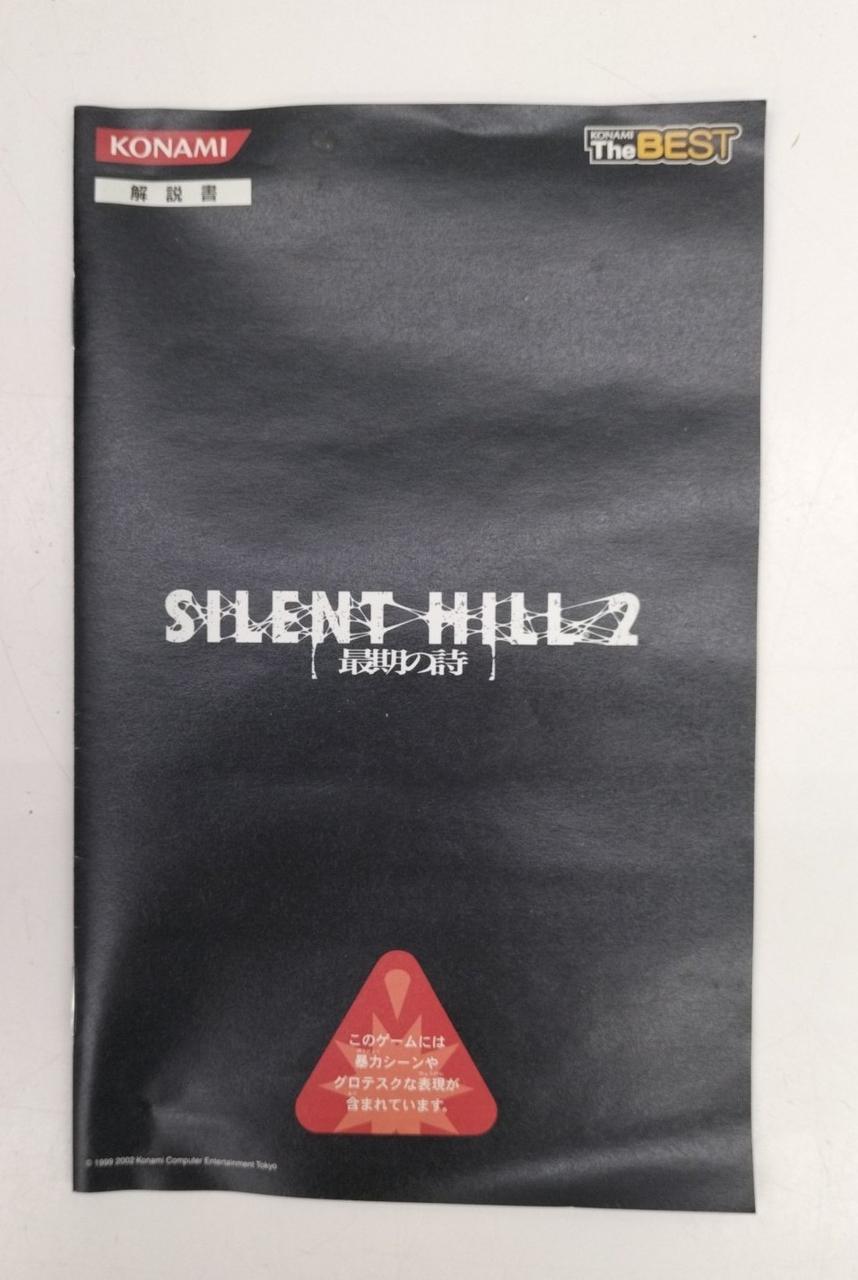 KONAMI
KONAMI
The BEST
解説書
SILENT HILL 2
最期の詩
このゲームには
暴力シーンや
グロテスクな表現が
含まれています。
© 1999 2002 Konami Computer Entertainment Tokyo